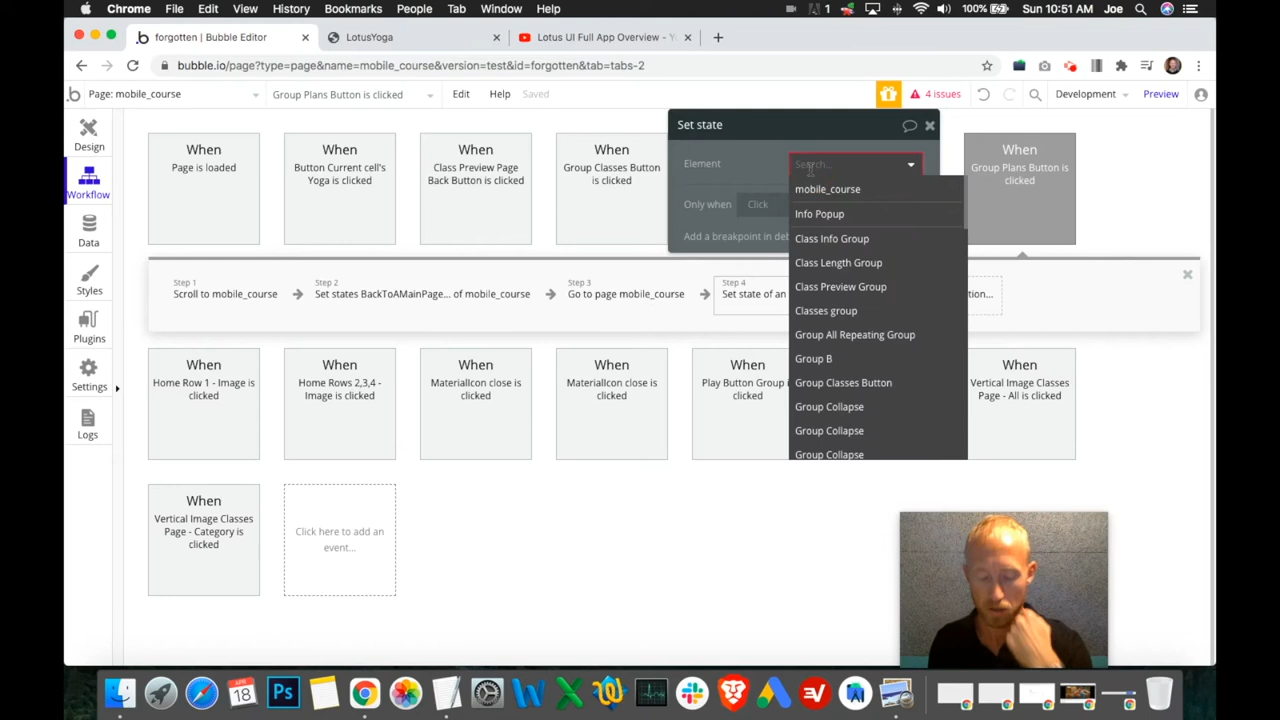 Chrome File Edit View History Bookmarks People Tab Window Help 1 100% Sun 10:51 AM Joe
forgotten | Bubble Editor LotusYoga Lotus UI Full App Overview - Yo
bubble.io/page?type=page&name=mobile_course&version=test&id=forgotten&tab=tabs-2
Page: mobile_course Group Plans Button is clicked Edit Help Saved 4 issues Development Preview
Design
Workflow
Data
Styles
Plugins
Settings
Logs
When
Page is loaded
When
Button Current cell's
Yoga is clicked
When
Class Preview Page
Back Button is clicked
When
Group Classes Button
is clicked
Set state
Element Search...
Only when Click
Add a breakpoint in deb
mobile_course
Info Popup
Class Info Group
Class Length Group
Class Preview Group
Classes group
Group All Repeating Group
Group B
Group Classes Button
Group Collapse
Group Collapse
Group Collapse
When
Group Plans Button is
clicked
Step 1
Scroll to mobile_course
Step 2
Set states BackToAMainPage... of mobile_course
Step 3
Go to page mobile_course
Step 4
Set state of an
on...
When
Home Row 1 - Image is
clicked
When
Home Rows 2,3,4 -
Image is clicked
When
MaterialIcon close is
clicked
When
MaterialIcon close is
clicked
When
Play Button Group i
clicked
When
Vertical Image Classes
Page - All is clicked
When
Vertical Image Classes
Page - Category is
clicked
Click here to add an
event...
APR
18
Ps